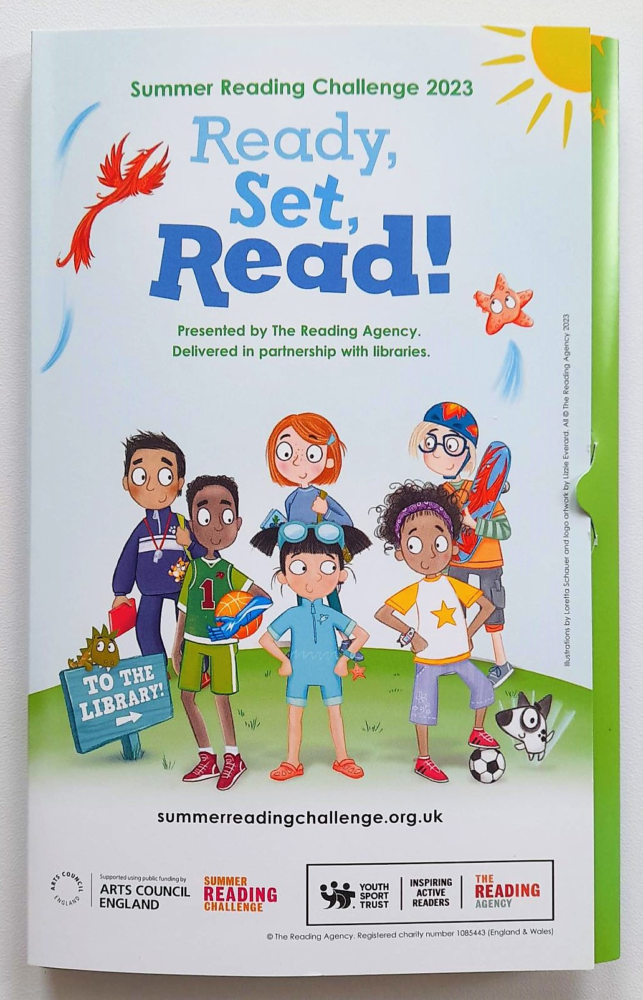 Summer Reading Challenge 2023
Ready,
Set,
Read!
Presented by The Reading Agency.
Delivered in partnership with libraries.
Illustrations by Loretta Schauer and logo artwork by Lizzie Everard. All © The Reading Agency 2023
1
TO THE
LIBRARY!
summerreadingchallenge.org.uk
ARTS COUNCIL
ENGLAND
Supported using public funding by
ARTS COUNCIL
ENGLAND
SUMMER
READING
CHALLENGE
YOUTH
SPORT
TRUST
INSPIRING
ACTIVE
READERS
THE
READING
AGENCY
© The Reading Agency. Registered charity number 1085443 (England & Wales)